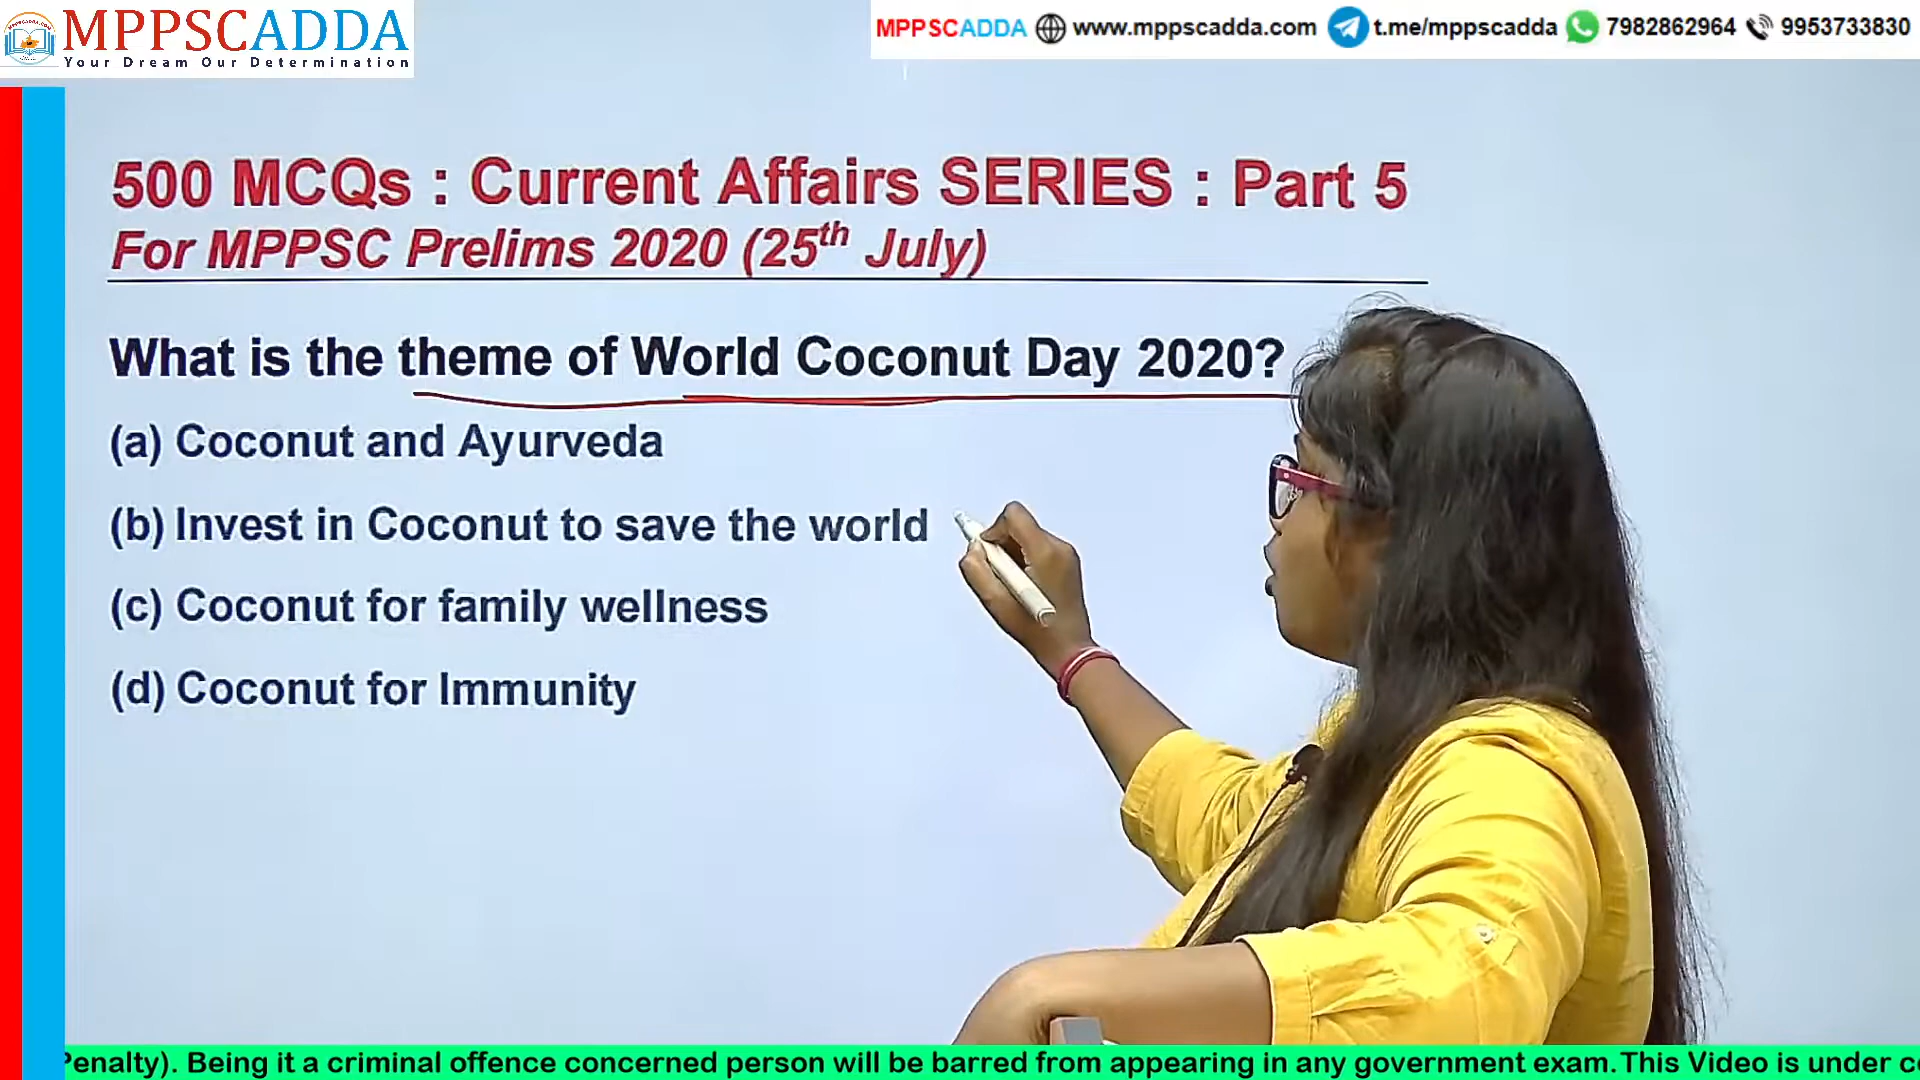 MPPSCADDA
Your Dream Our Determination
MPPSCADDA www.mppscadda.com t.me/mppscadda 7982862964 9953733830
500 MCQs : Current Affairs SERIES : Part 5
For MPPSC Prelims 2020 (25th July)
What is the theme of World Coconut Day 2020?
(a) Coconut and Ayurveda
(b) Invest in Coconut to save the world
(c) Coconut for family wellness
(d) Coconut for Immunity
Penalty). Being it a criminal offence concerned person will be barred from appearing in any government exam. This Video is under